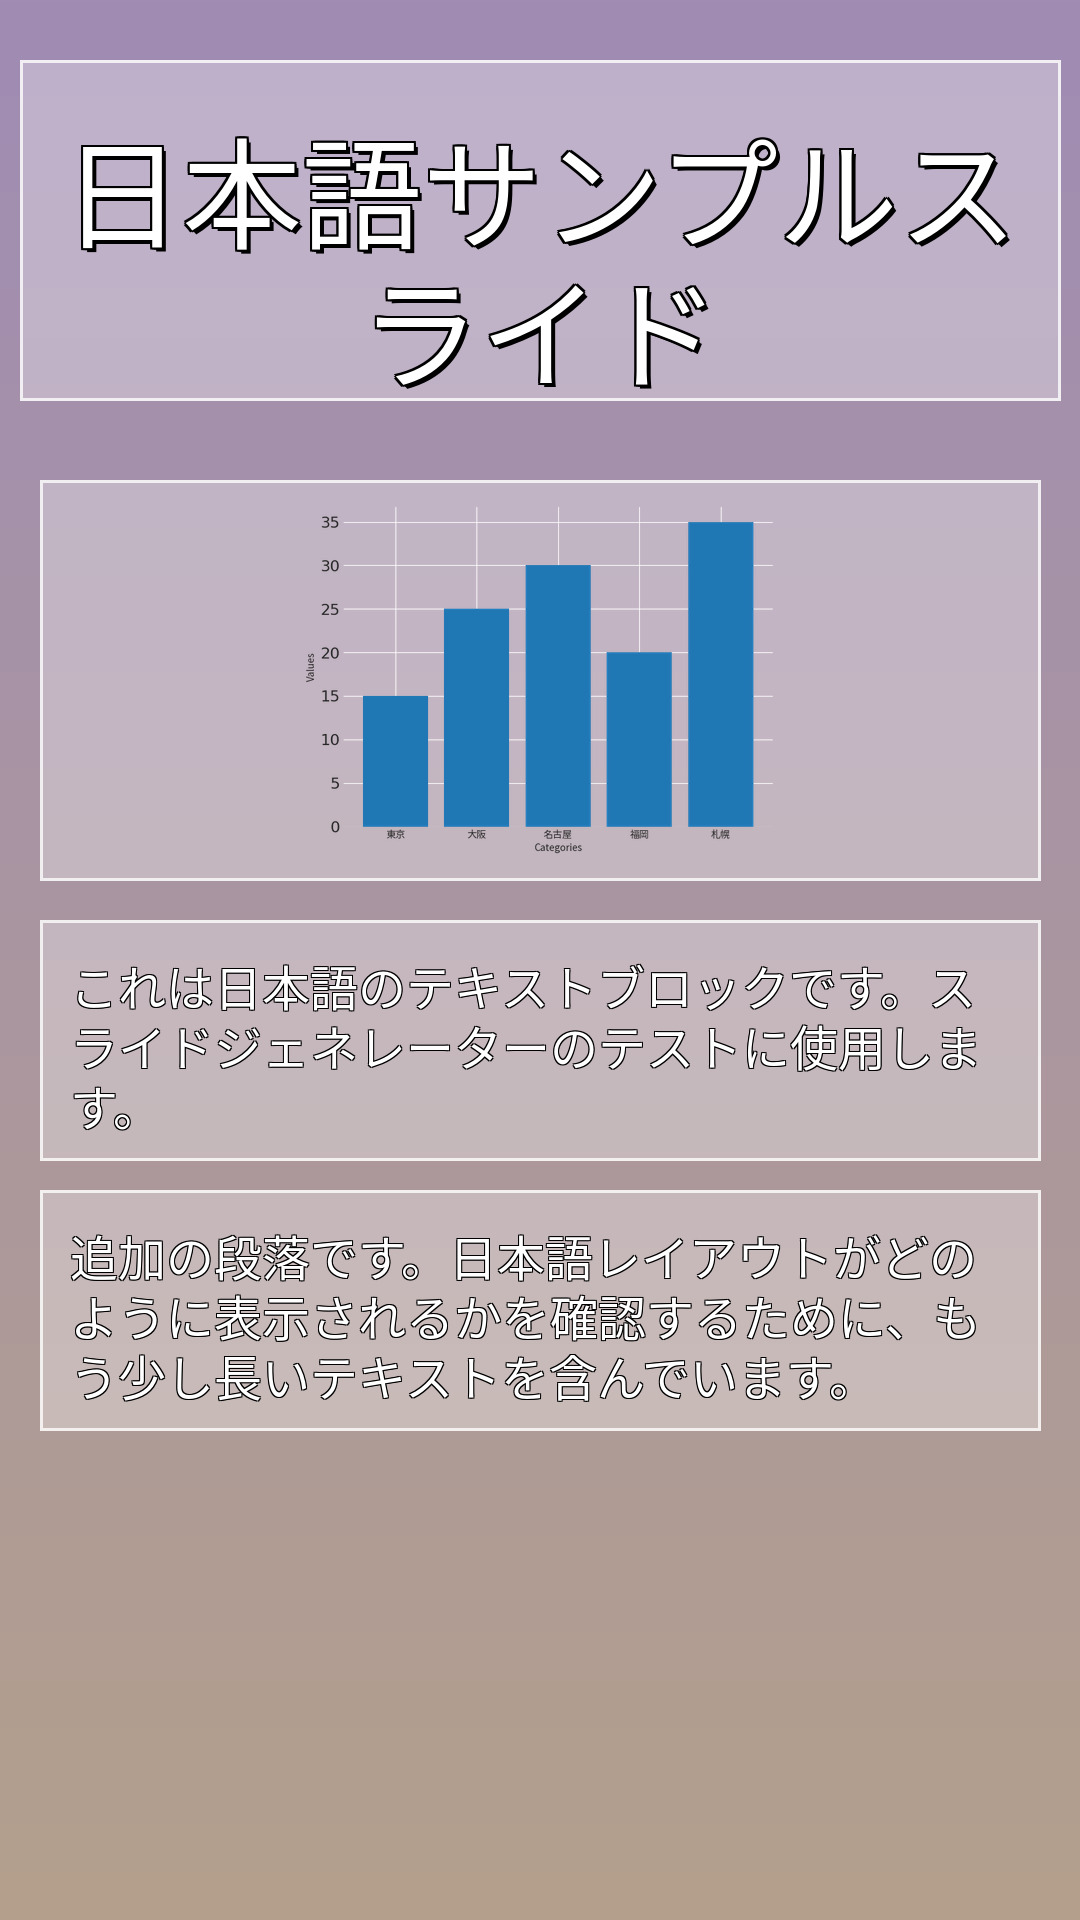 日本語サンプルス
ライド
35
30
25
20
15
10
5
0
Values
東京 大阪 名古屋 福岡 札幌
Categories
これは日本語のテキストブロックです。ス
ライドジェネレーターのテストに使用しま
す。
追加の段落です。日本語レイアウトがどの
ように表示されるかを確認するために、も
う少し長いテキストを含んでいます。